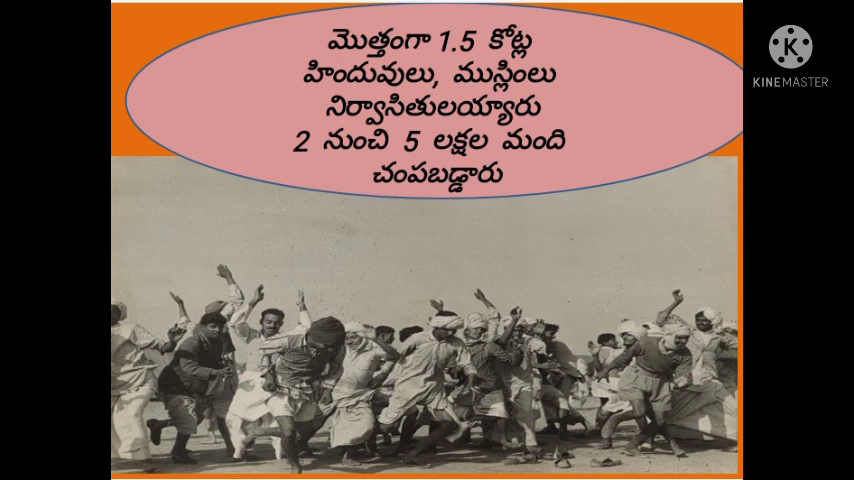 మొత్తంగా 1.5 కోట్ల
హిందువులు, ముస్లింలు
నిర్వాసితులయ్యారు
2 నుంచి 5 లక్షల మంది
చంపబడ్డారు
K
KINEMASTER